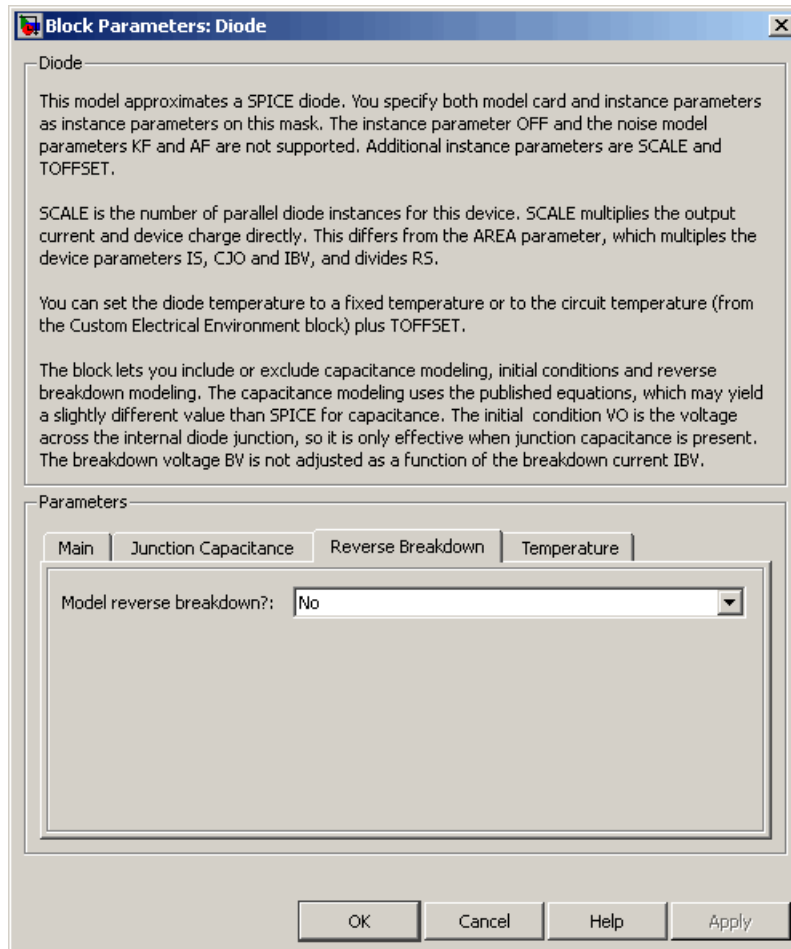 Block Parameters: Diode
Diode
This model approximates a SPICE diode. You specify both model card and instance parameters
as instance parameters on this mask. The instance parameter OFF and the noise model
parameters KF and AF are not supported. Additional instance parameters are SCALE and
TOFFSET.
SCALE is the number of parallel diode instances for this device. SCALE multiplies the output
current and device charge directly. This differs from the AREA parameter, which multiples the
device parameters IS, CJO and IBV, and divides RS.
You can set the diode temperature to a fixed temperature or to the circuit temperature (from
the Custom Electrical Environment block) plus TOFFSET.
The block lets you include or exclude capacitance modeling, initial conditions and reverse
breakdown modeling. The capacitance modeling uses the published equations, which may yield
a slightly different value than SPICE for capacitance. The initial  condition VO is the voltage
across the internal diode junction, so it is only effective when junction capacitance is present.
The breakdown voltage BV is not adjusted as a function of the breakdown current IBV.
Parameters
Main Junction Capacitance Reverse Breakdown Temperature
Model reverse breakdown?: No
OK Cancel Help Apply